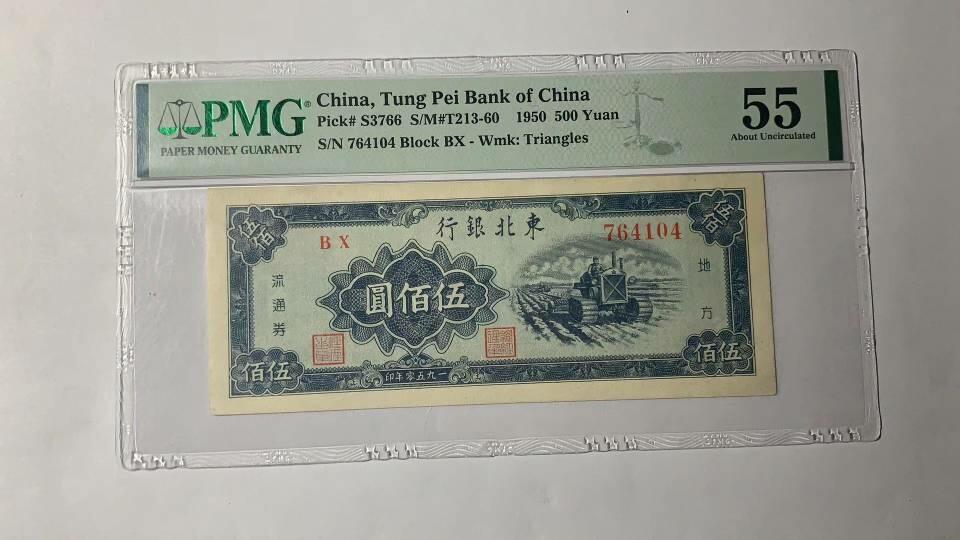 PMG®
PAPER MONEY GUARANTY
China, Tung Pei Bank of China
Pick# S3766 S/M#T213-60 1950 500 Yuan
S/N 764104 Block BX - Wmk: Triangles
55
About Uncirculated
伍佰
行銀北東
伍佰
B X
764104
流通券
圓佰伍
地方
佰伍
印年零五九一
佰伍